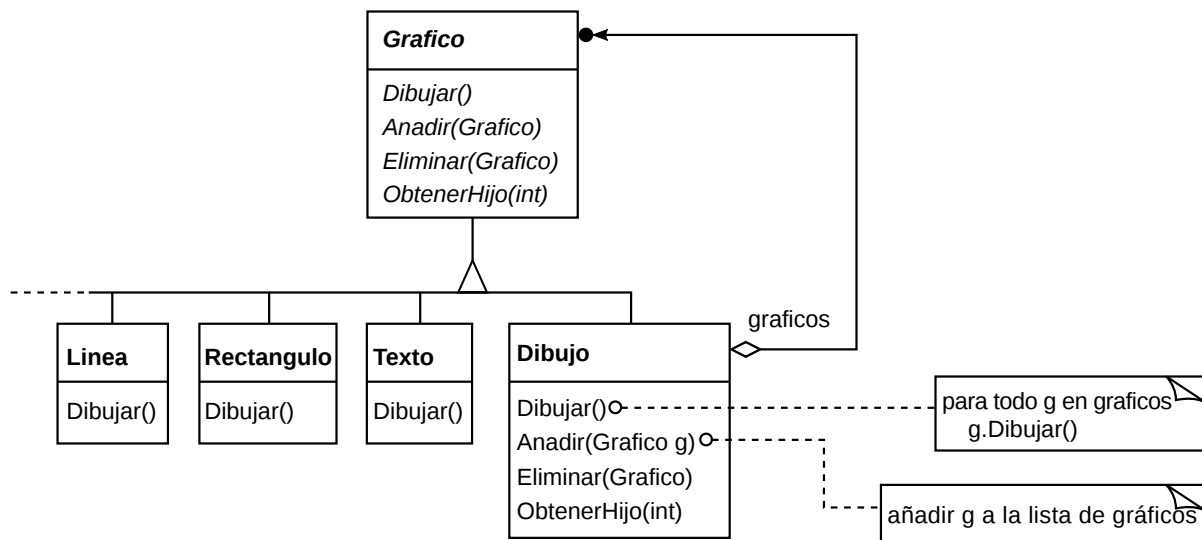 Grafico
Dibujar()
Anadir(Grafico)
Eliminar(Grafico)
ObtenerHijo(int)
graficos
Linea
Dibujar()
Rectangulo
Dibujar()
Texto
Dibujar()
Dibujo
Dibujar()
Anadir(Grafico g)
Eliminar(Grafico)
ObtenerHijo(int)
para todo g en graficos
g.Dibujar()
añadir g a la lista de gráficos